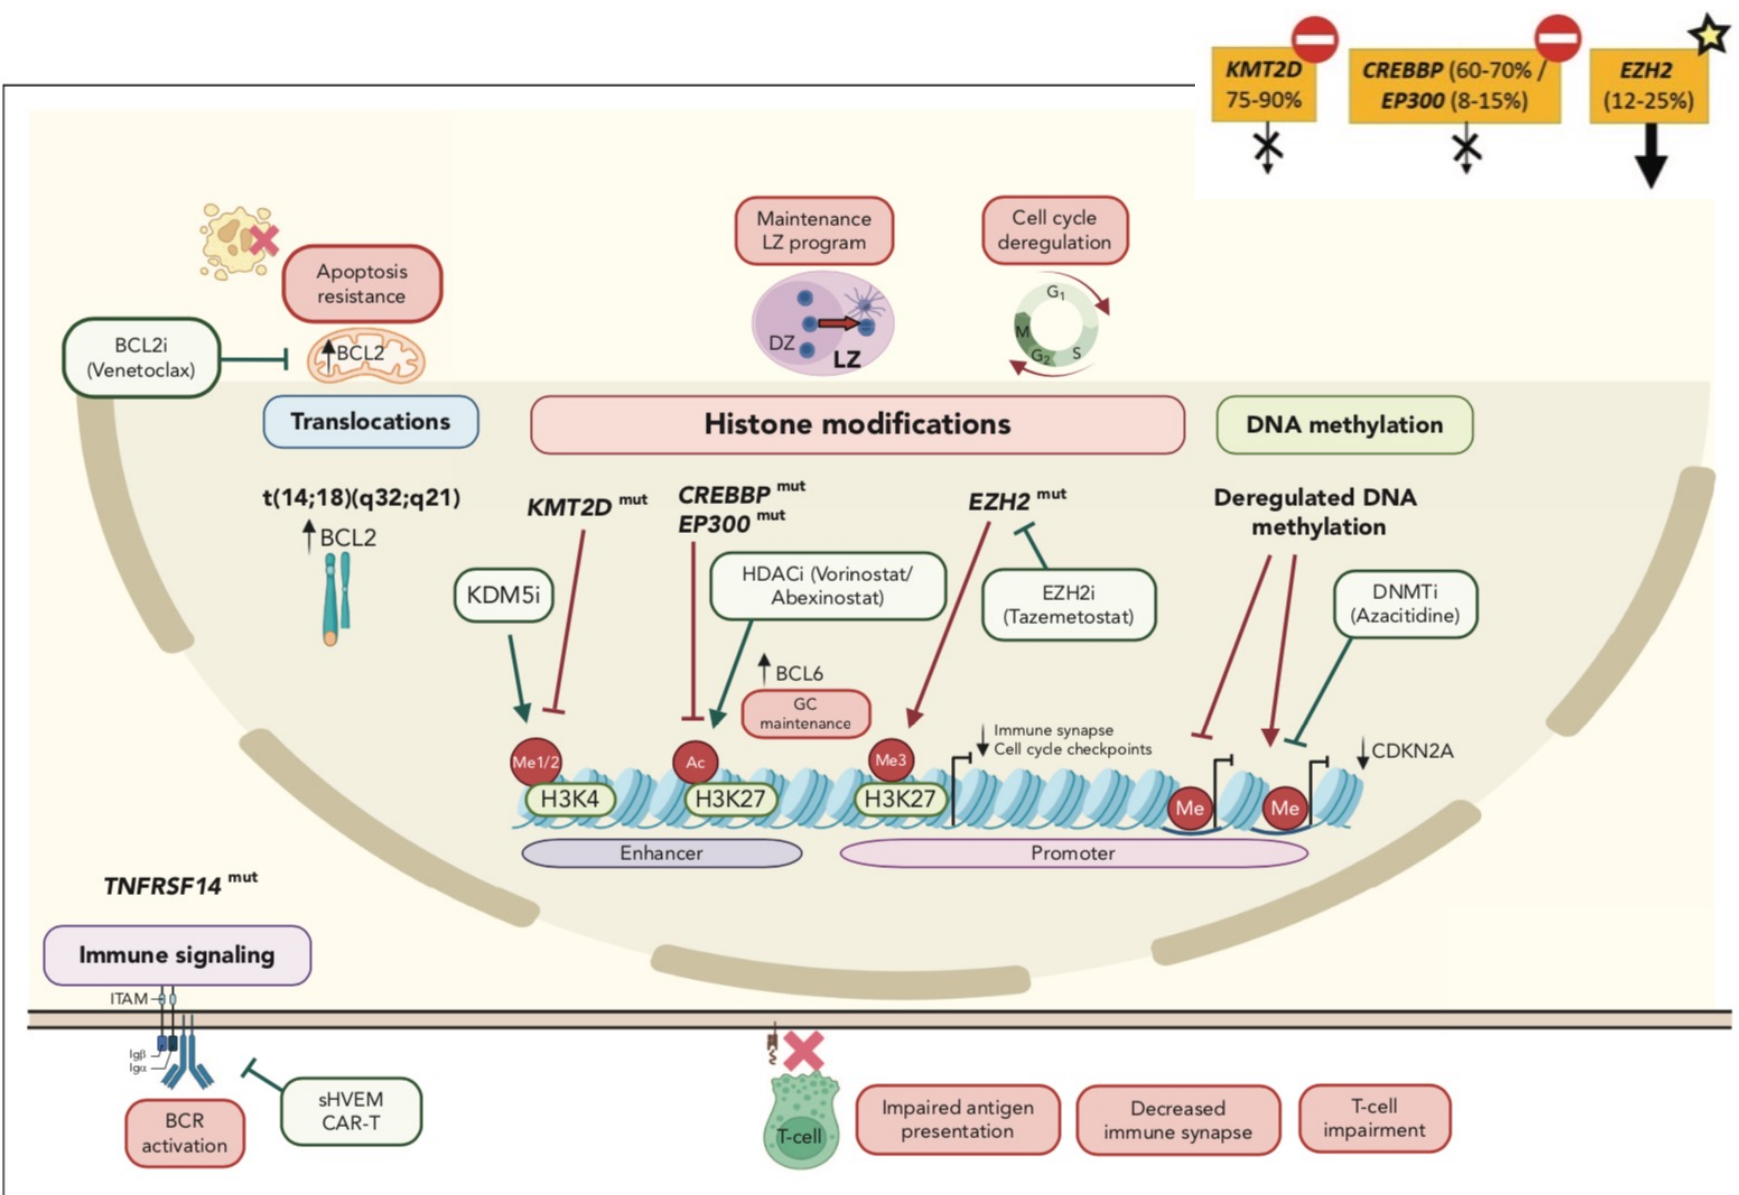 KMT2D
75-90%
CREBBP (60-70% /
EP300 (8-15%)
EZH2
(12-25%)
Maintenance
LZ program
Cell cycle
deregulation
Apoptosis
resistance
BCL2i
(Venetoclax)
BCL2
DZ
LZ
G1
M
G2
S
Translocations
Histone modifications
DNA methylation
t(14;18)(q32;q21)
BCL2
KMT2D mut
CREBBP mut
EP300 mut
EZH2 mut
Deregulated DNA
methylation
KDM5i
HDACi (Vorinostat/
Abexinostat)
EZH2i
(Tazemetostat)
DNMTi
(Azacitidine)
BCL6
GC
maintenance
Immune synapse
Cell cycle checkpoints
CDKN2A
Me1/2
Ac
Me3
H3K4
H3K27
H3K27
Me
Me
Enhancer
Promoter
TNFRSF14 mut
Immune signaling
ITAM
Igβ
Igα
BCR
activation
sHVEM
CAR-T
T-cell
Impaired antigen
presentation
Decreased
immune synapse
T-cell
impairment